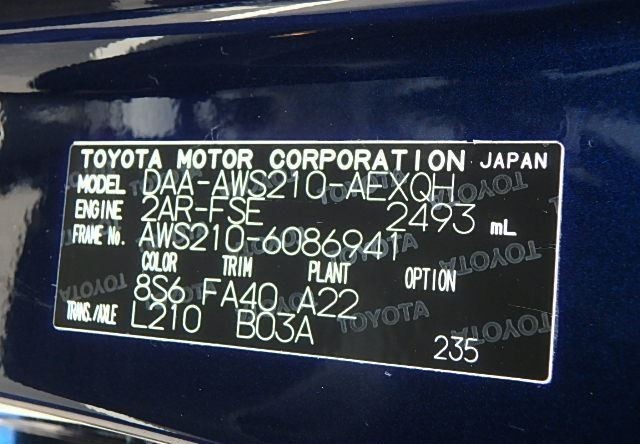 TOYOTA MOTOR CORPORATION JAPAN
MODEL DAA-AWS210-AEXQH
ENGINE 2AR-FSE 2493 mL
FRAME No. AWS210-6086941
COLOR TRIM PLANT OPTION
8S6 FA40 A22
TRANS./AXLE L210 B03A
235